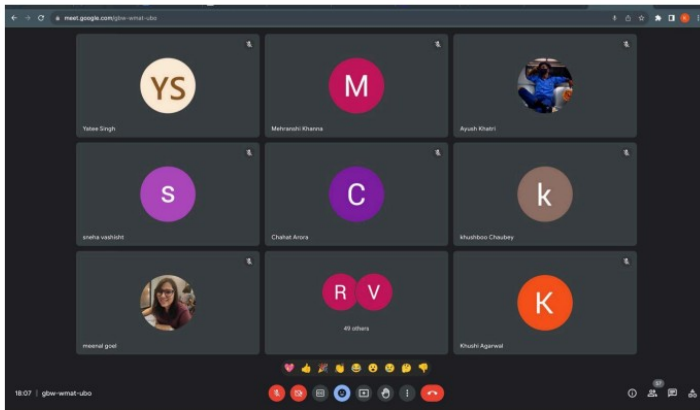 meet.google.com/gbw-wmat-ubo
YS
Yatee Singh
M
Mehranshi Khanna
Ayush Khatri
s
sneha vashisht
C
Chahat Arora
k
khushboo Chaubey
meenal goel
R V
49 others
K
Khushi Agarwal
18:07 | gbw-wmat-ubo
57